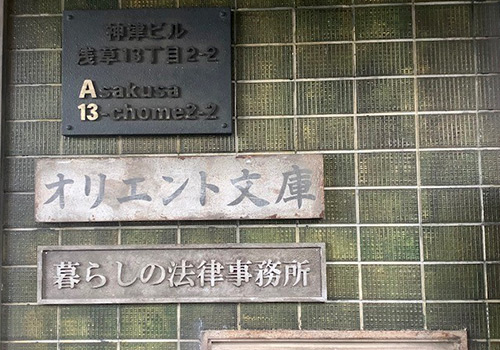 神津ビル
浅草13丁目2-2
Asakusa
13-chome2-2
オリエント文庫
暮らしの法律事務所